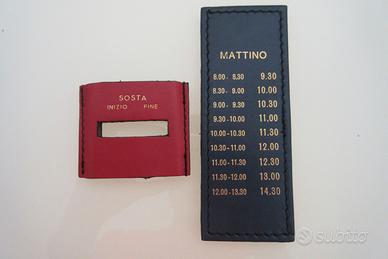 SOSTA
INIZIO FINE
MATTINO
8.00 - 8.30 9.30
8.30 - 9.00 10.00
9.00 - 9.30 10.30
9.30 - 10.00 11.00
10.00 - 10.30 11.30
10.30 - 11.00 12.00
11.00 - 11.30 12.30
11.30 - 12.00 13.00
12.00 - 13.30 14.30
subito